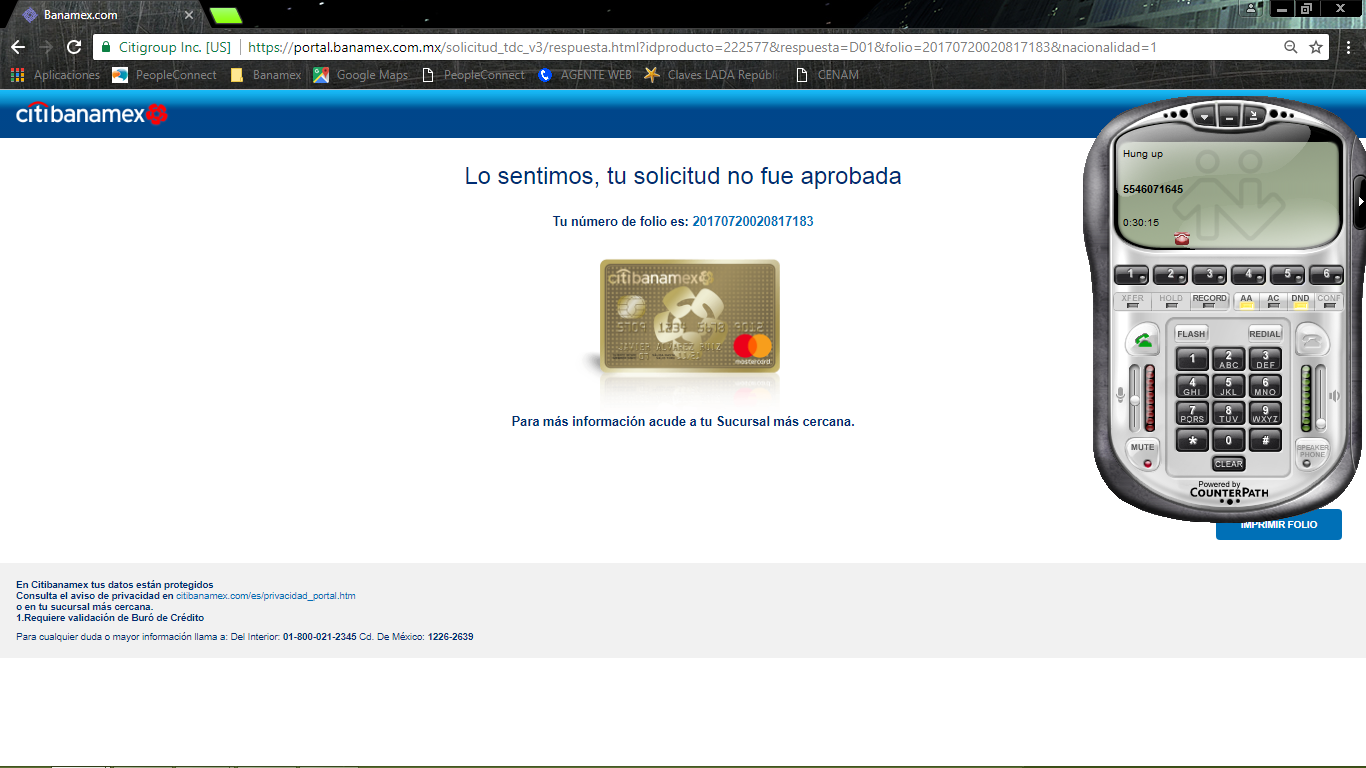 Banamex.com
Citigroup Inc. [US]
https://portal.banamex.com.mx/solicitud_tdc_v3/respuesta.html?idproducto=222577&respuesta=D01&folio=20170720020817183&nacionalidad=1
Aplicaciones PeopleConnect Banamex Google Maps PeopleConnect AGENTE WEB Claves LADA Repúbli CENAM
citibanamex
Lo sentimos, tu solicitud no fue aprobada
Tu número de folio es: 20170720020817183
citibanamex
5709 1234 5678 9012
mastercard
Para más información acude a tu Sucursal más cercana.
Hung up
5546071645
0:30:15
1 2 3 4 5 6
XFER HOLD RECORD AA AC DND CONF
FLASH REDIAL
1 2 ABC 3 DEF
4 GHI 5 JKL 6 MNO
7 PQRS 8 TUV 9 WXYZ
* 0 #
MUTE
SPEAKER PHONE
CLEAR
Powered by
COUNTERPATH
IMPRIMIR FOLIO
En Citibanamex tus datos están protegidos
Consulta el aviso de privacidad en citibanamex.com/es/privacidad_portal.htm
o en tu sucursal más cercana.
1.Requiere validación de Buró de Crédito
Para cualquier duda o mayor información llama a: Del Interior: 01-800-021-2345 Cd. De México: 1226-2639